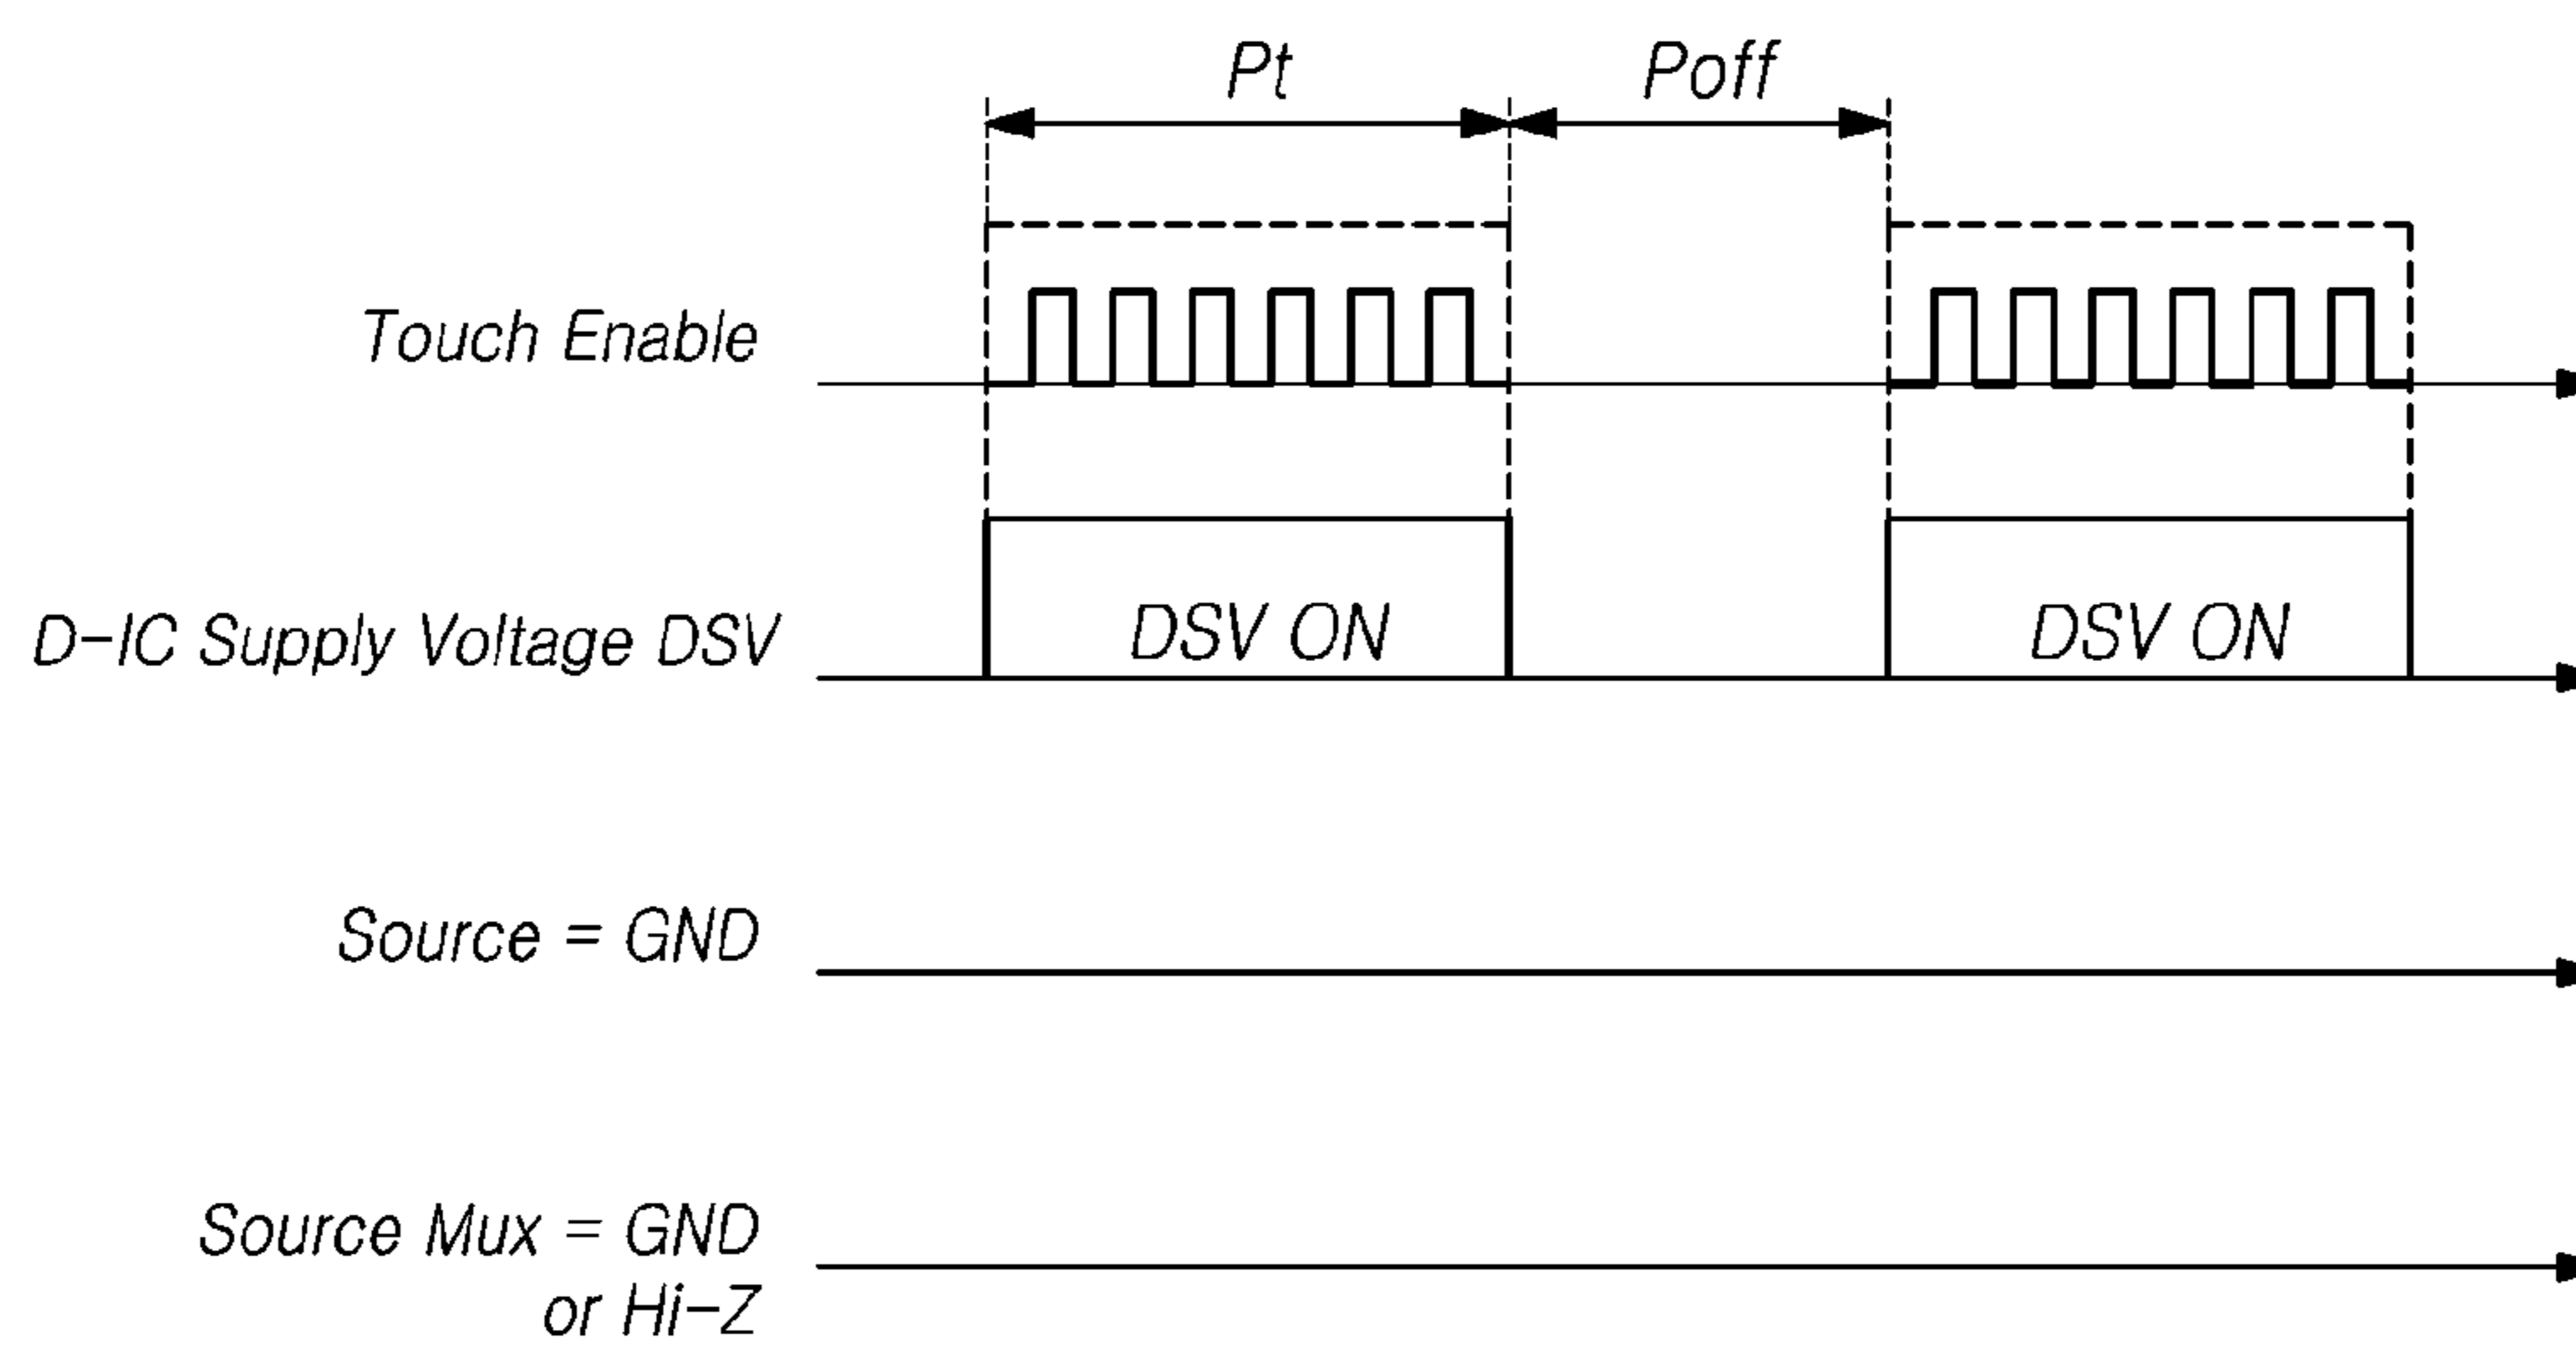 Pt Poff
Touch Enable
D-IC Supply Voltage DSV DSV ON DSV ON
Source = GND
Source Mux = GND
or Hi-Z